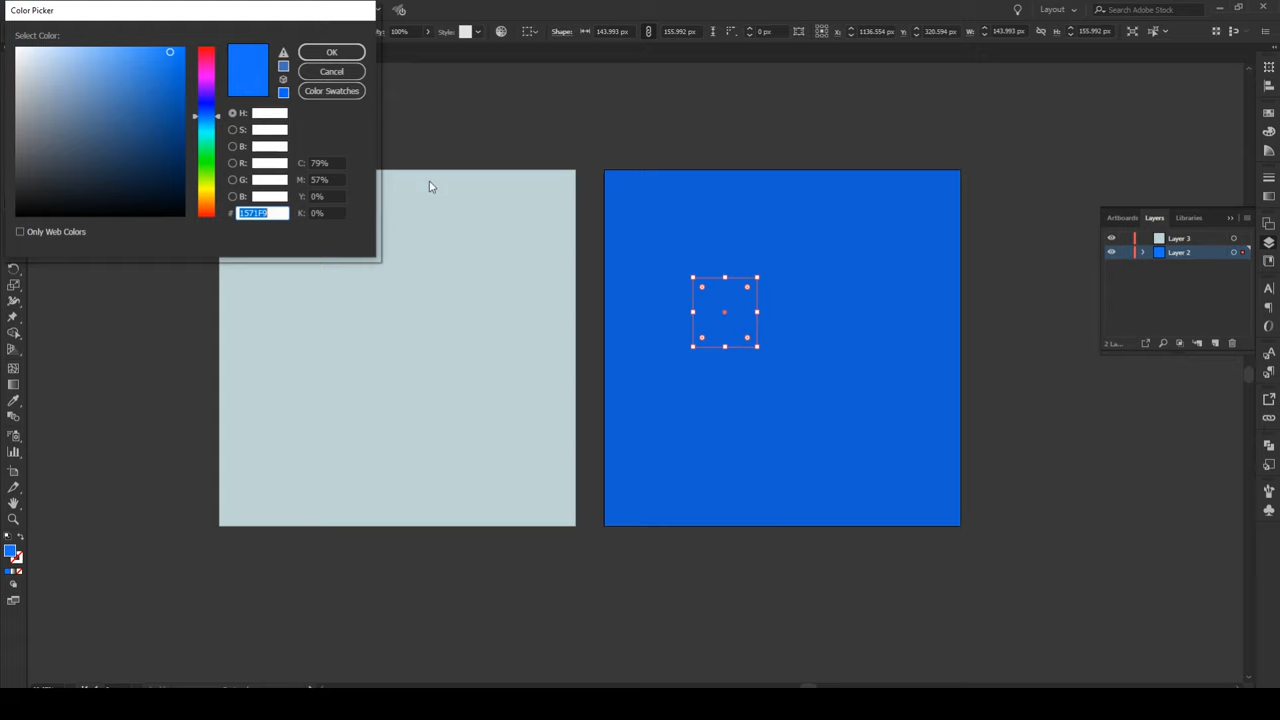 Color Picker
Layout
Search Adobe Stock
Select Color:
100%
Style:
Shape:
143.993 px
155.992 px
0 px
X:
1136.554 px
Y:
320.594 px
W:
143.993 px
H:
155.992 px
OK
Cancel
Color Swatches
H:
S:
B:
R:
C:
79%
G:
M:
57%
B:
Y:
0%
#
1571F9
K:
0%
Only Web Colors
Artboards
Layers
Libraries
Layer 3
Layer 2
2 La...